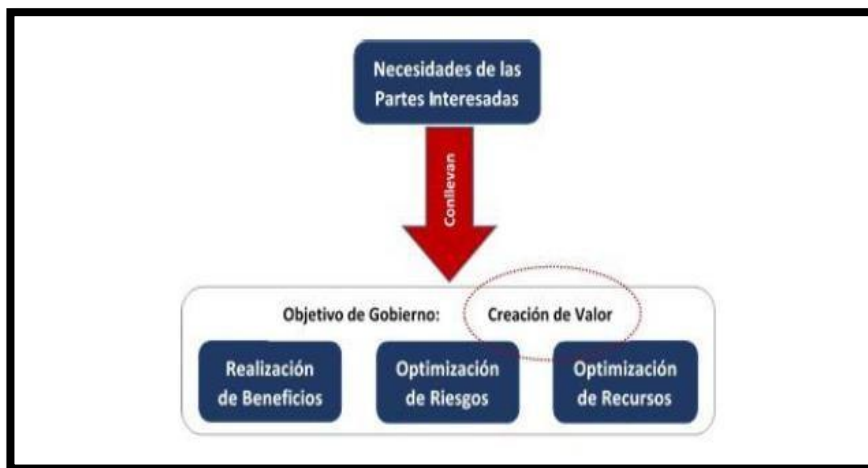 Necesidades de las
Partes Interesadas
Conllevan
Objetivo de Gobierno: Creación de Valor
Realización
de Beneficios
Optimización
de Riesgos
Optimización
de Recursos